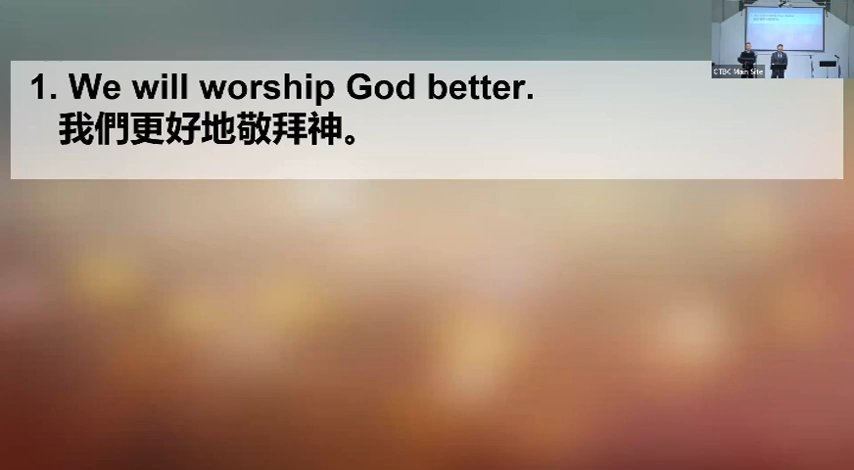 1. We will worship God better.
我們更好地敬拜神。
CTBC Main Site